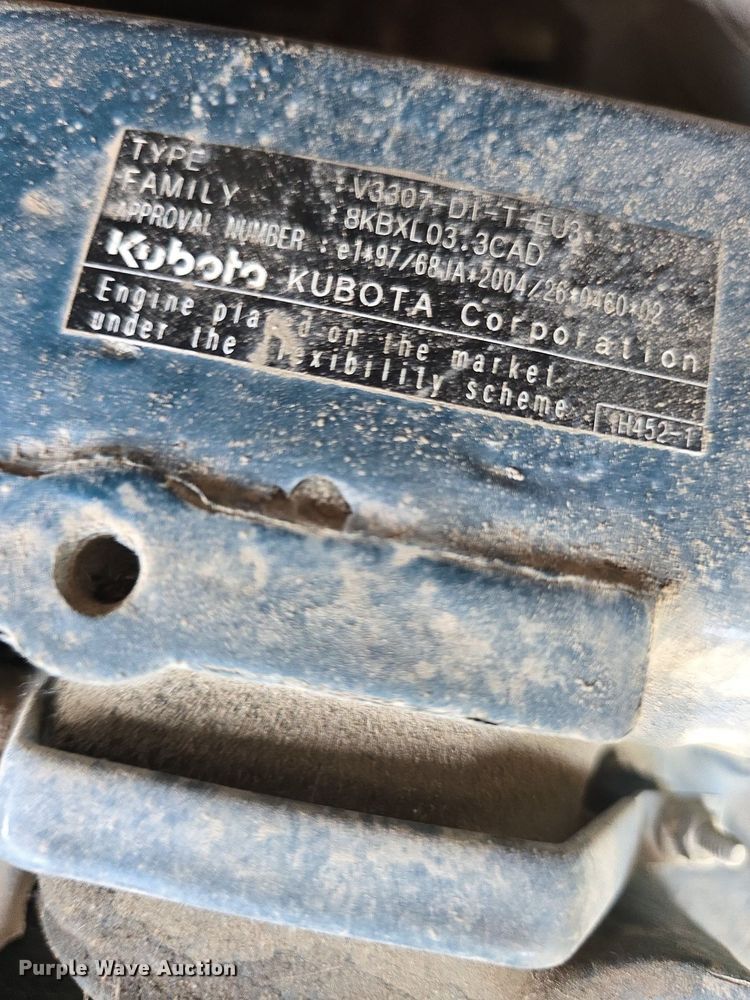 TYPE : V3307-DI-T-EU3
FAMILY : 8KBXL03.3CAD
APPROVAL NUMBER : e1*97/68JA*2004/26*0460*02
Kubota KUBOTA Corporation
Engine placed on the market
under the flexibility scheme 1H452-1
Purple Wave Auction